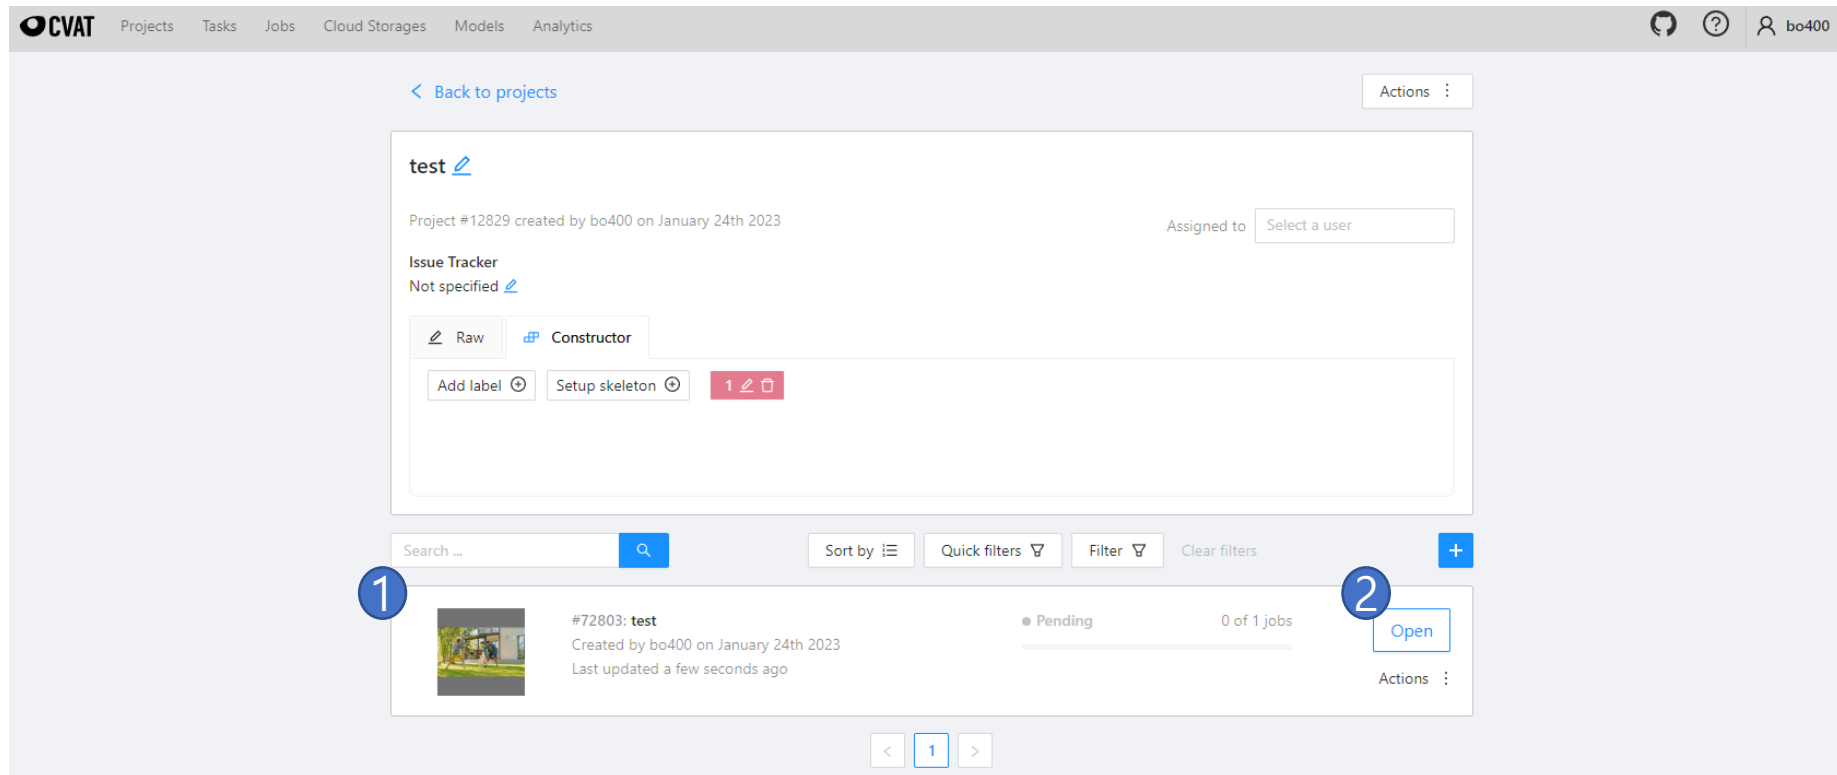 CVAT Projects Tasks Jobs Cloud Storages Models Analytics bo400
Back to projects Actions
test
Project #12829 created by bo400 on January 24th 2023
Assigned to Select a user
Issue Tracker
Not specified
Raw Constructor
Add label Setup skeleton 1
Search ... Sort by Quick filters Filter Clear filters +
1 2
#72803: test Pending 0 of 1 jobs Open
Created by bo400 on January 24th 2023
Last updated a few seconds ago Actions
< 1 >